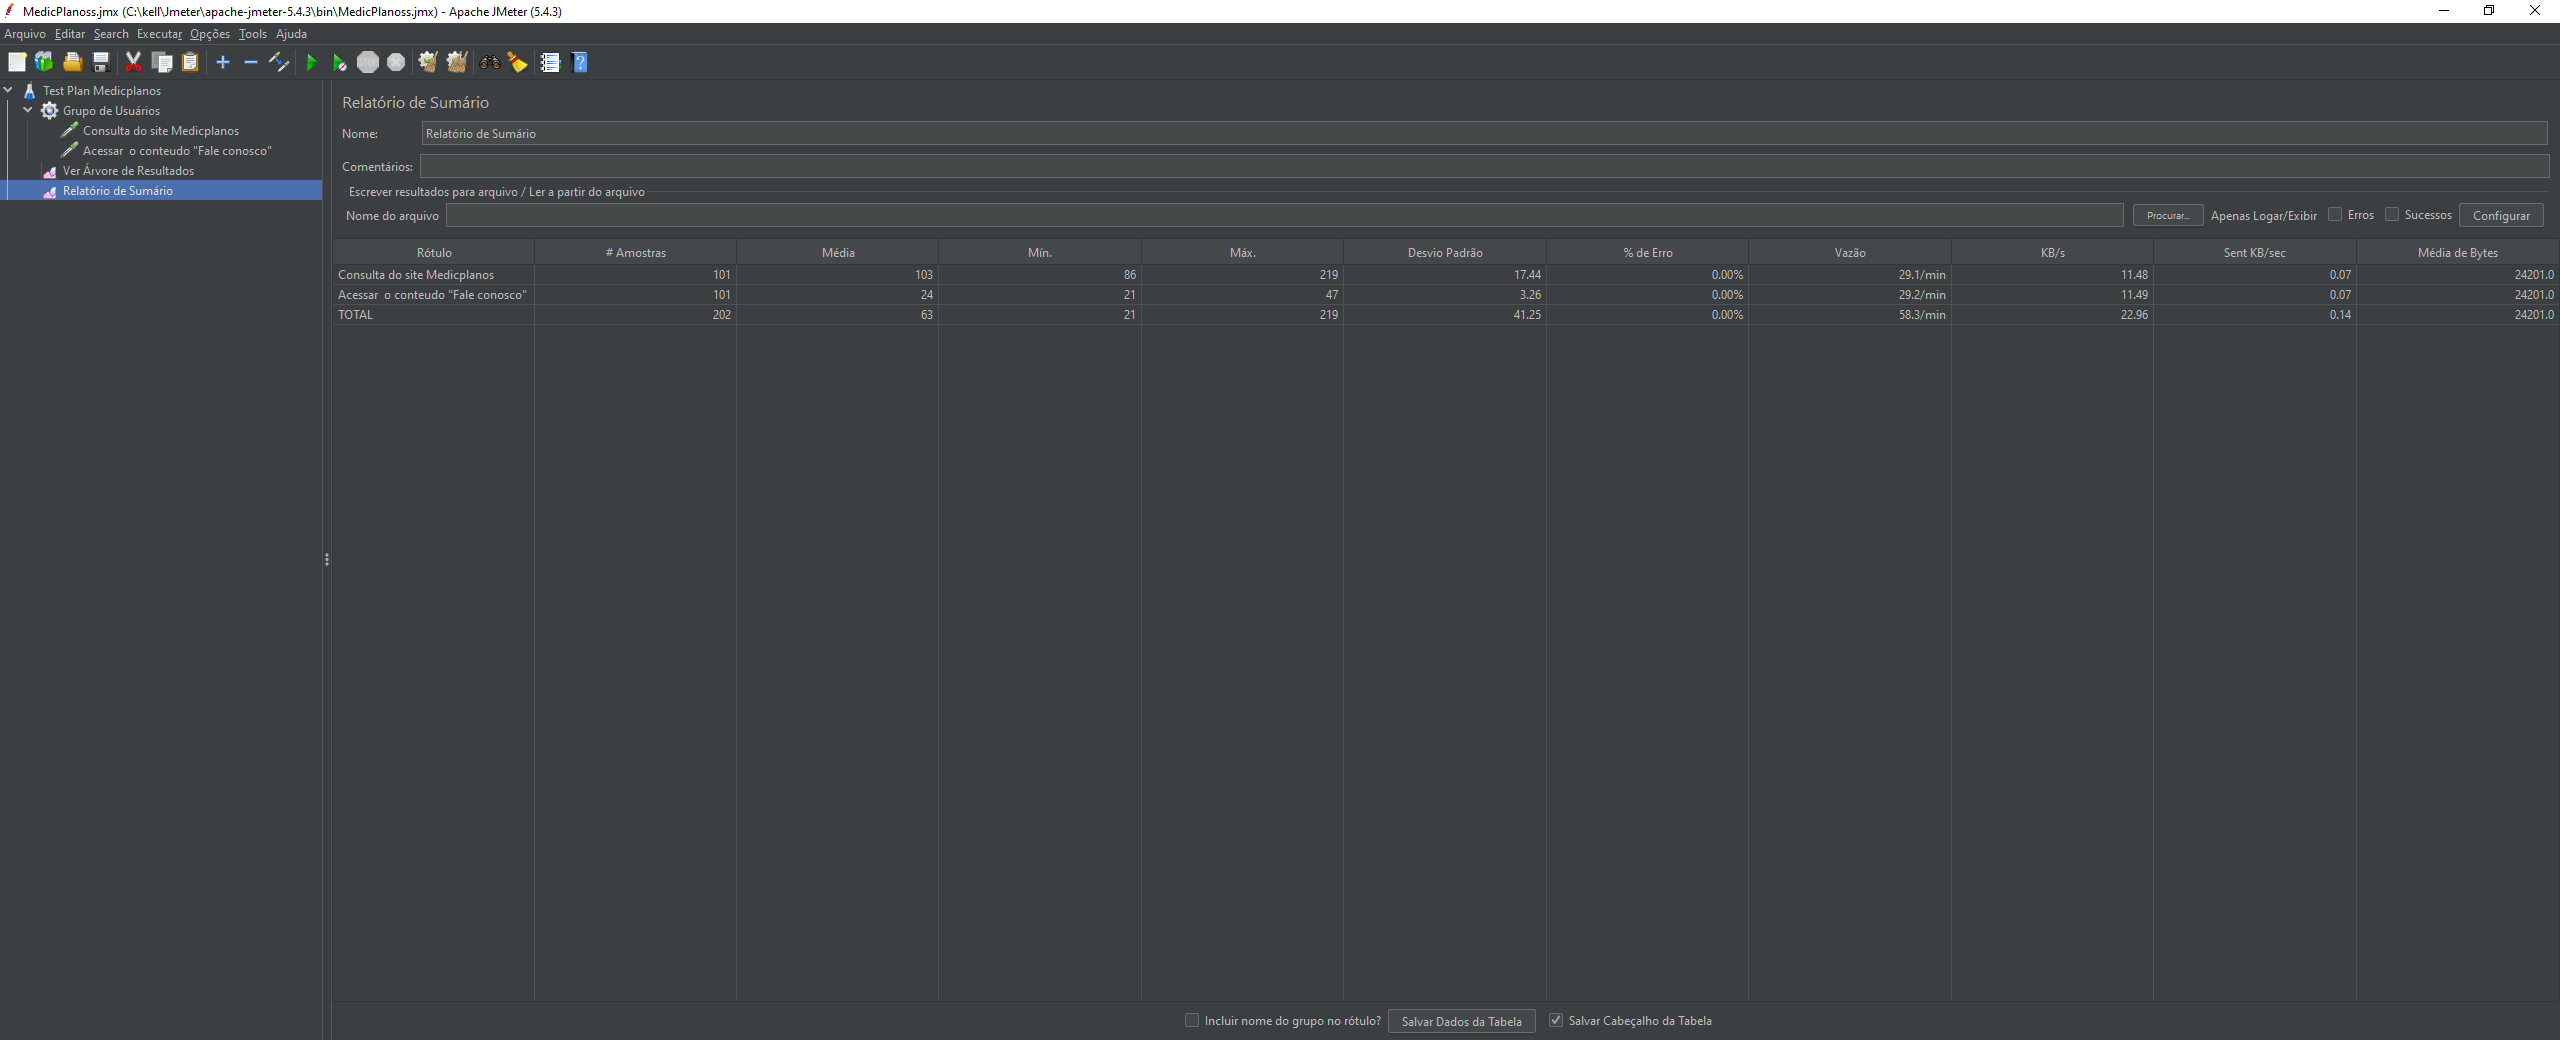 MedicPlanoss.jmx (C:\kell\Jmeter\apache-jmeter-5.4.3\bin\MedicPlanoss.jmx) - Apache JMeter (5.4.3)
Arquivo Editar Search Executar Opções Tools Ajuda
STOP
Test Plan Medicplanos
Grupo de Usuários
Consulta do site Medicplanos
Acessar  o conteudo "Fale conosco"
Ver Árvore de Resultados
Relatório de Sumário
Relatório de Sumário
Nome: Relatório de Sumário
Comentários:
Escrever resultados para arquivo / Ler a partir do arquivo
Nome do arquivo Procurar... Apenas Logar/Exibir Erros Sucessos Configurar
Rótulo # Amostras Média Mín. Máx. Desvio Padrão % de Erro Vazão KB/s Sent KB/sec Média de Bytes
Consulta do site Medicplanos 101 103 86 219 17.44 0.00% 29.1/min 11.48 0.07 24201.0
Acessar  o conteudo "Fale conosco" 101 24 21 47 3.26 0.00% 29.2/min 11.49 0.07 24201.0
TOTAL 202 63 21 219 41.25 0.00% 58.3/min 22.96 0.14 24201.0
Incluir nome do grupo no rótulo? Salvar Dados da Tabela Salvar Cabeçalho da Tabela